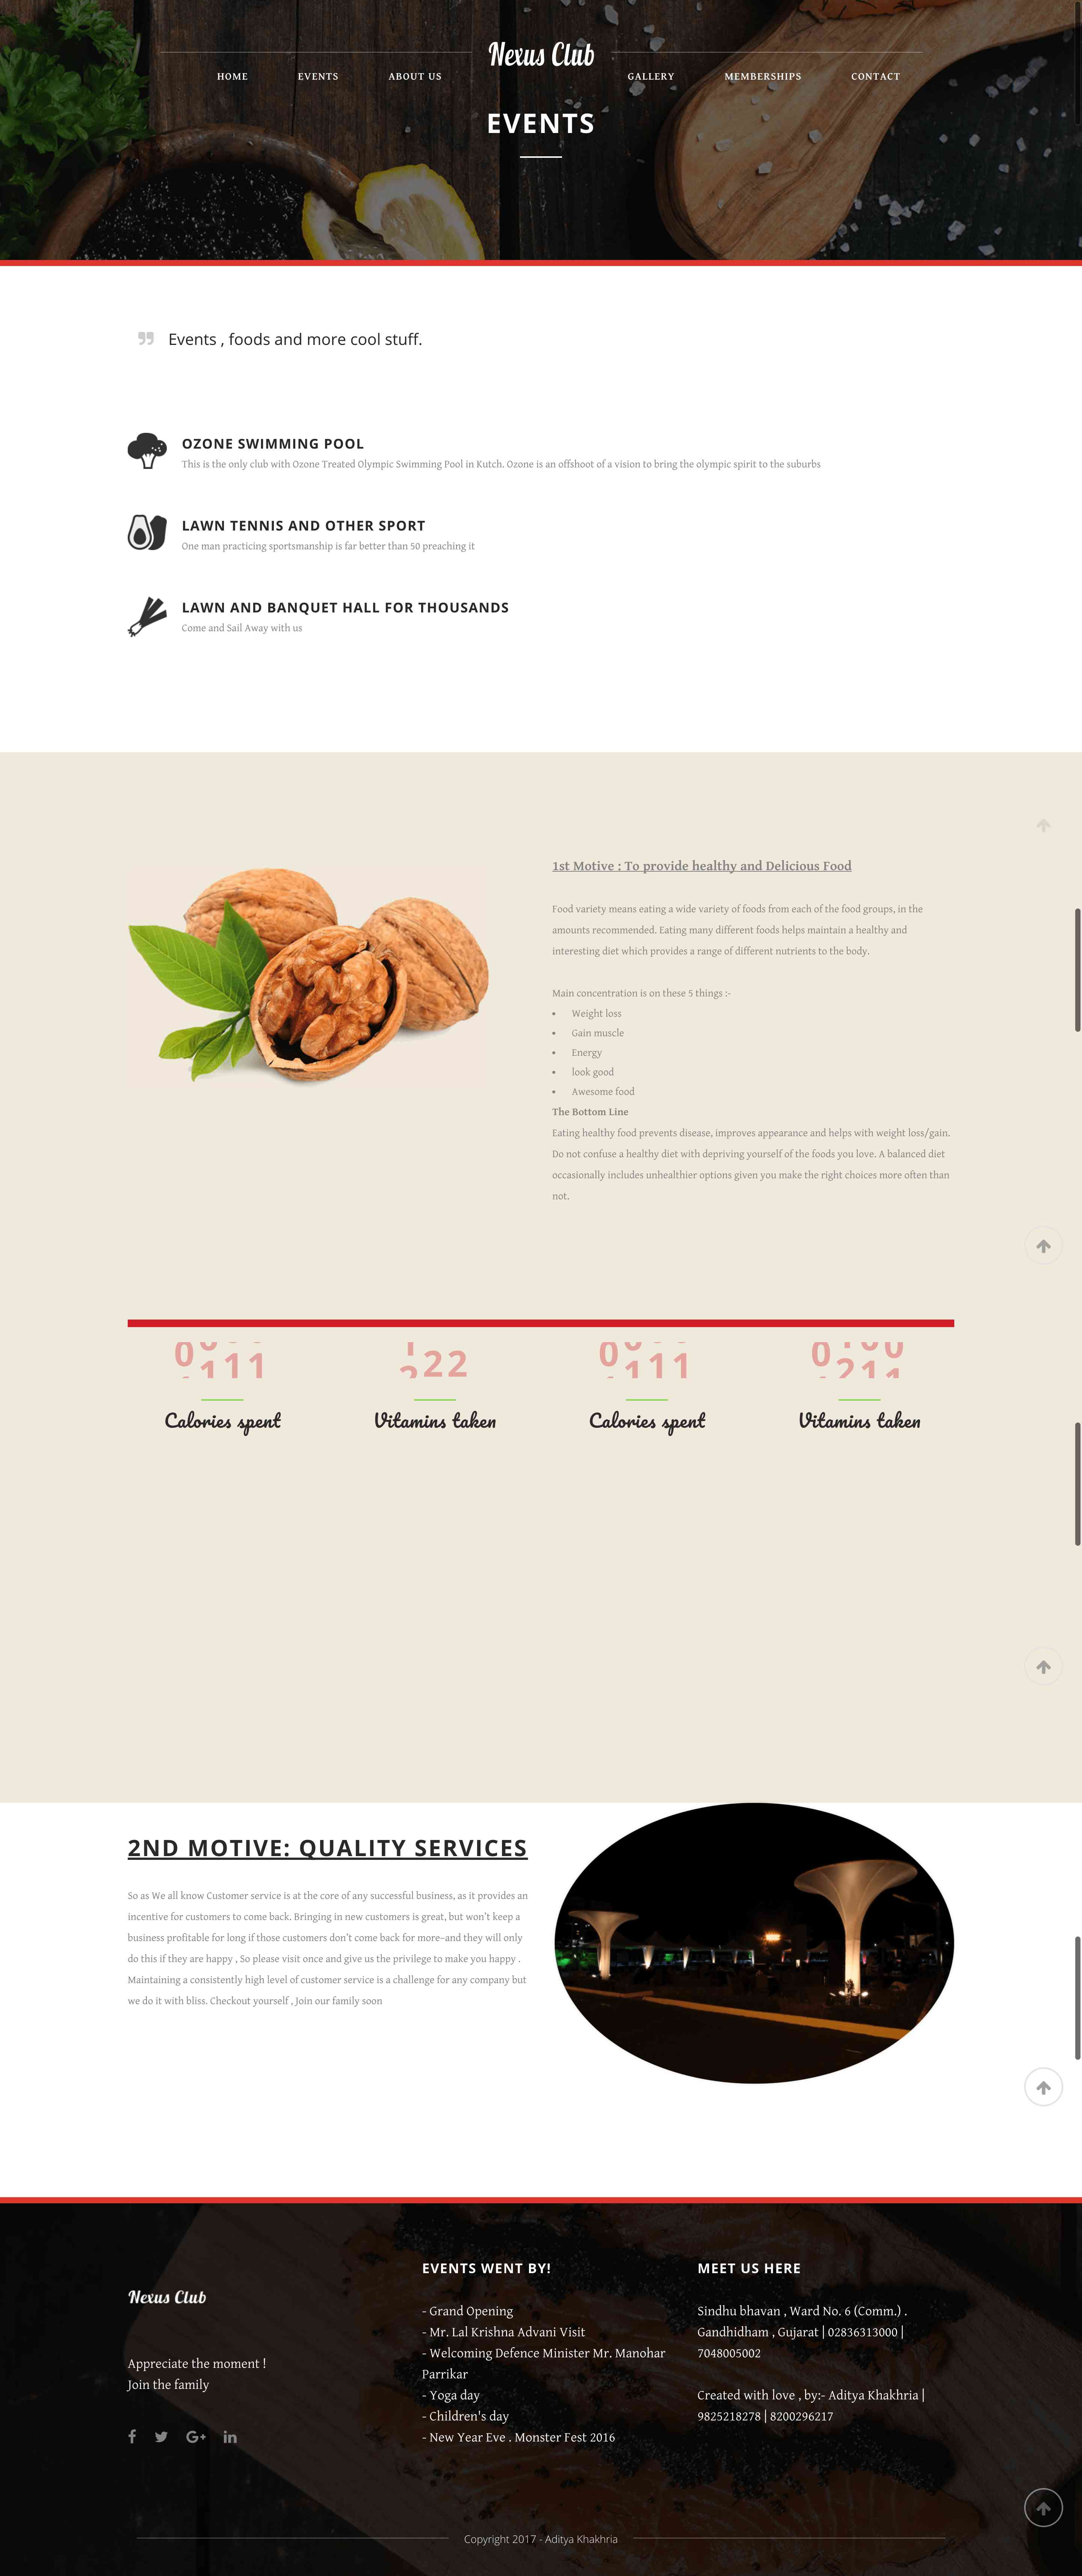 Nexus Club
HOME
EVENTS
ABOUT US
GALLERY
MEMBERSHIPS
CONTACT
EVENTS
Events , foods and more cool stuff.
OZONE SWIMMING POOL
This is the only club with Ozone Treated Olympic Swimming Pool in Kutch. Ozone is an offshoot of a vision to bring the olympic spirit to the suburbs
LAWN TENNIS AND OTHER SPORT
One man practicing sportsmanship is far better than 50 preaching it
LAWN AND BANQUET HALL FOR THOUSANDS
Come and Sail Away with us
1st Motive : To provide healthy and Delicious Food
Food variety means eating a wide variety of foods from each of the food groups, in the
amounts recommended. Eating many different foods helps maintain a healthy and
interesting diet which provides a range of different nutrients to the body.
Main concentration is on these 5 things :-
• Weight loss
• Gain muscle
• Energy
• look good
• Awesome food
The Bottom Line
Eating healthy food prevents disease, improves appearance and helps with weight loss/gain.
Do not confuse a healthy diet with depriving yourself of the foods you love. A balanced diet
occasionally includes unhealthier options given you make the right choices more often than
not.
Calories spent
Vitamins taken
Calories spent
Vitamins taken
2ND MOTIVE: QUALITY SERVICES
So as We all know Customer service is at the core of any successful business, as it provides an
incentive for customers to come back. Bringing in new customers is great, but won't keep a
business profitable for long if those customers don't come back for more–and they will only
do this if they are happy , So please visit once and give us the privilege to make you happy .
Maintaining a consistently high level of customer service is a challenge for any company but
we do it with bliss. Checkout yourself , Join our family soon
Nexus Club
Appreciate the moment !
Join the family
EVENTS WENT BY!
- Grand Opening
- Mr. Lal Krishna Advani Visit
- Welcoming Defence Minister Mr. Manohar
Parrikar
- Yoga day
- Children's day
- New Year Eve . Monster Fest 2016
MEET US HERE
Sindhu bhavan , Ward No. 6 (Comm.) .
Gandhidham , Gujarat | 02836313000 |
7048005002
Created with love , by:- Aditya Khakhria |
9825218278 | 8200296217
Copyright 2017 - Aditya Khakhria